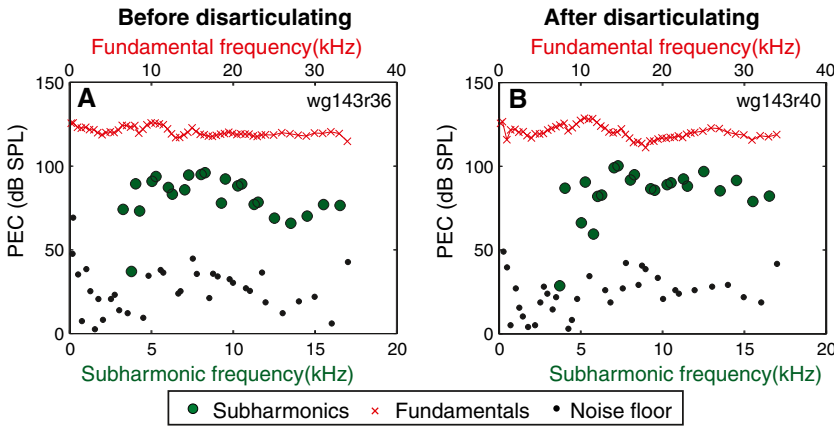 Before disarticulating
After disarticulating
Fundamental frequency(kHz)
Fundamental frequency(kHz)
0 10 20 30 40
0 10 20 30 40
A
wg143r36
B
wg143r40
PEC (dB SPL)
150
100
50
0
PEC (dB SPL)
150
100
50
0
0 5 10 15 20
0 5 10 15 20
Subharmonic frequency(kHz)
Subharmonic frequency(kHz)
Subharmonics
Fundamentals
Noise floor